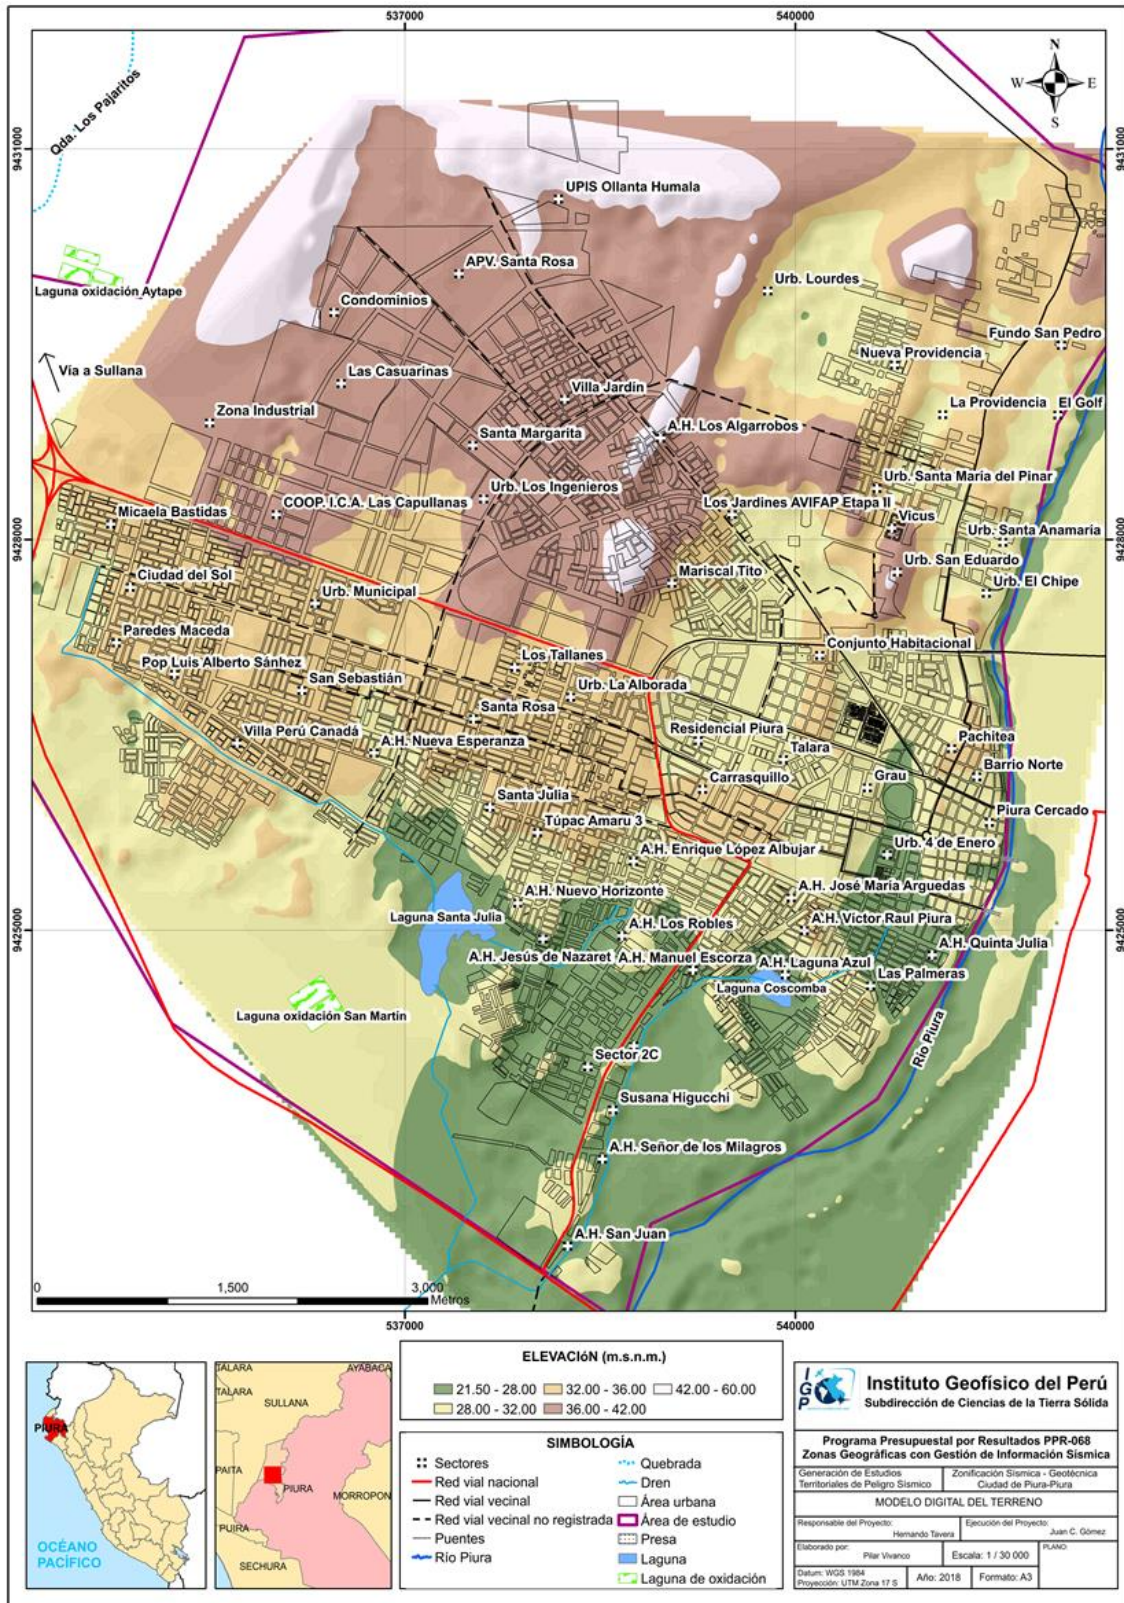 537000
540000
N
W
E
S
Qda. Los Pajaritos
9431000
9431000
UPIS Ollanta Humala
APV. Santa Rosa
Urb. Lourdes
Laguna oxidación Aytape
Condominios
Fundo San Pedro
Nueva Providencia
Vía a Sullana
Las Casuarinas
Villa Jardín
La Providencia
El Golf
Zona Industrial
Santa Margarita
A.H. Los Algarrobos
Urb. Santa María del Pinar
Urb. Los Ingenieros
COOP. I.C.A. Las Capullanas
Los Jardines AVIFAP Etapa II
Micaela Bastidas
Vicus
Urb. Santa Anamaría
9428000
9428000
Urb. San Eduardo
Ciudad del Sol
Mariscal Tito
Urb. El Chipe
Urb. Municipal
Paredes Maceda
Conjunto Habitacional
Pop Luis Alberto Sánhez
Los Tallanes
San Sebastián
Urb. La Alborada
Santa Rosa
Residencial Piura
Villa Perú Canadá
A.H. Nueva Esperanza
Talara
Pachitea
Carrasquillo
Grau
Barrio Norte
Santa Julia
Piura Cercado
Túpac Amaru 3
A.H. Enrique López Albujar
Urb. 4 de Enero
A.H. Nuevo Horizonte
A.H. José María Arguedas
Laguna Santa Julia
A.H. Los Robles
A.H. Víctor Raul Piura
9425000
9425000
A.H. Quinta Julia
A.H. Jesús de Nazaret
A.H. Manuel Escorza
A.H. Laguna Azul
Las Palmeras
Laguna Coscomba
Laguna oxidación San Martín
Río Piura
Sector 2C
Susana Higucchi
A.H. Señor de los Milagros
A.H. San Juan
0
1,500
3,000
Metros
537000
540000
PIURA
OCÉANO
PACÍFICO
TALARA
AYABACA
TALARA
SULLANA
PAITA
PIURA
MORROPON
PUIRA
SECHURA
ELEVACIóN (m.s.n.m.)
21.50 - 28.00
32.00 - 36.00
42.00 - 60.00
28.00 - 32.00
36.00 - 42.00
SIMBOLOGÍA
Sectores
Red vial nacional
Red vial vecinal
Red vial vecinal no registrada
Puentes
Río Piura
Quebrada
Dren
Área urbana
Área de estudio
Presa
Laguna
Laguna de oxidación
IGP
Instituto Geofísico del Perú
Subdirección de Ciencias de la Tierra Sólida
Programa Presupuestal por Resultados PPR-068
Zonas Geográficas con Gestión de Información Sísmica
Generación de Estudios
Territoriales de Peligro Sísmico
Zonificación Sísmica - Geotécnica
Ciudad de Piura-Piura
MODELO DIGITAL DEL TERRENO
Responsable del Proyecto:
Hernando Tavera
Ejecución del Proyecto:
Juan C. Gómez
Elaborado por:
Pilar Vivanco
Escala: 1 / 30 000
PLANO:
Datum: WGS 1984
Proyección: UTM Zona 17 S
Año: 2018
Formato: A3